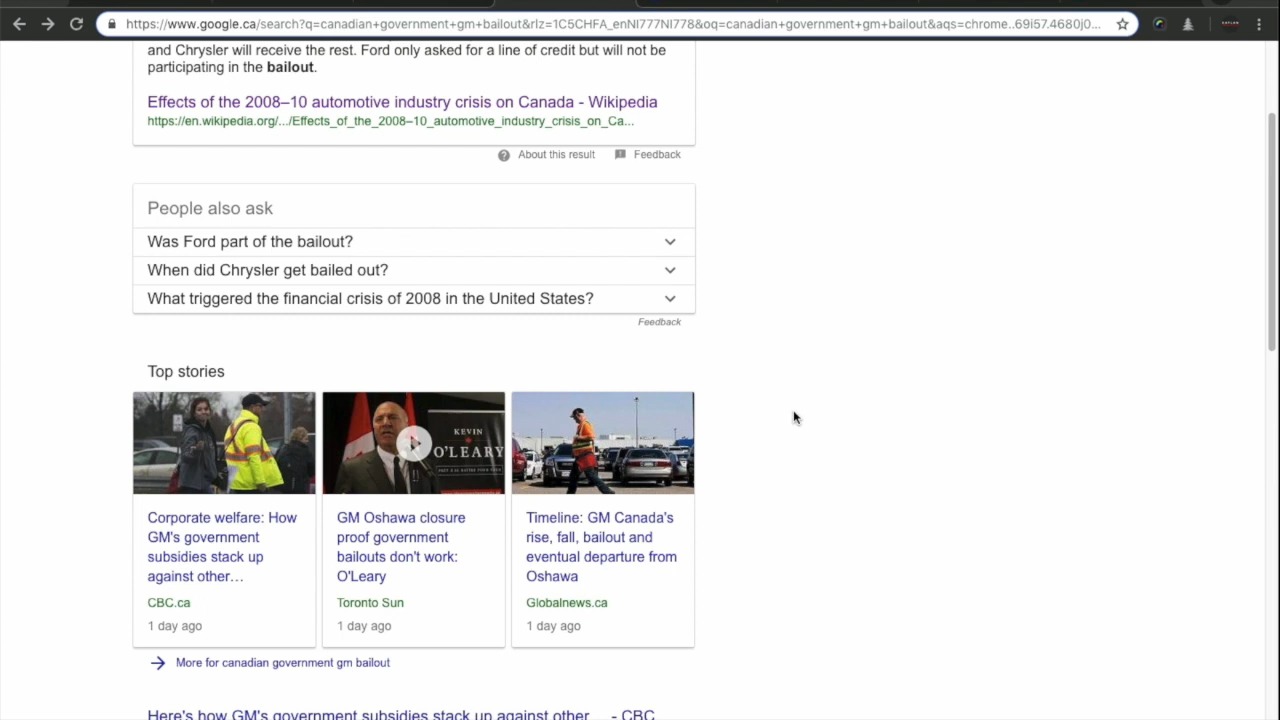 https://www.google.ca/search?q=canadian+government+gm+bailout&rlz=1C5CHFA_enNI777NI778&oq=canadian+government+gm+bailout&aqs=chrome..69i57.4680j0...
and Chrysler will receive the rest. Ford only asked for a line of credit but will not be
participating in the bailout.
Effects of the 2008–10 automotive industry crisis on Canada - Wikipedia
https://en.wikipedia.org/.../Effects_of_the_2008–10_automotive_industry_crisis_on_Ca...
About this result Feedback
People also ask
Was Ford part of the bailout?
When did Chrysler get bailed out?
What triggered the financial crisis of 2008 in the United States?
Feedback
Top stories
KEVIN
O'LEARY
Corporate welfare: How
GM's government
subsidies stack up
against other…
CBC.ca
1 day ago
GM Oshawa closure
proof government
bailouts don't work:
O'Leary
Toronto Sun
1 day ago
Timeline: GM Canada's
rise, fall, bailout and
eventual departure from
Oshawa
Globalnews.ca
1 day ago
More for canadian government gm bailout
Here's how GM's government subsidies stack up against other ... - CBC